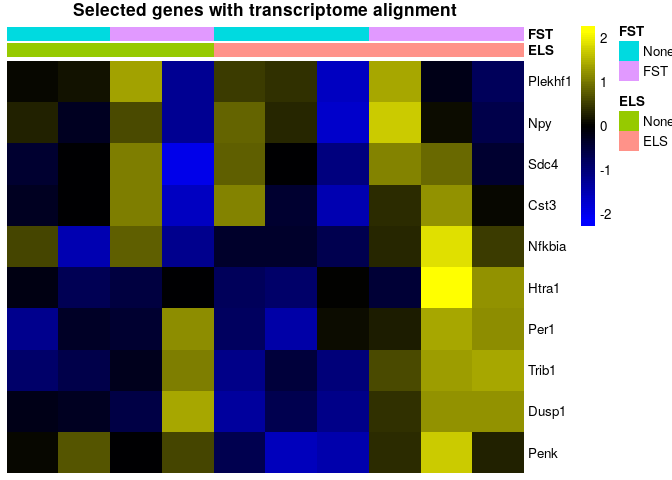 Selected genes with transcriptome alignment
FST
ELS
Plekhf1
Npy
Sdc4
Cst3
Nfkbia
Htra1
Per1
Trib1
Dusp1
Penk
2
1
0
-1
-2
FST
None
FST
ELS
None
ELS